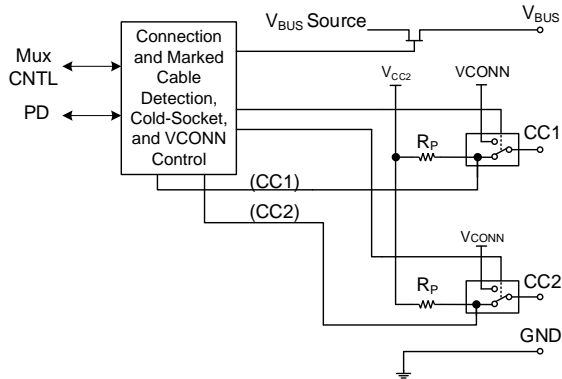 Connection
and Marked
Cable
Detection,
Cold-Socket,
and VCONN
Control
Mux
CNTL
PD
VBUS Source
VBUS
VCC2
VCONN
RP
CC1
(CC1)
(CC2)
VCONN
RP
CC2
GND